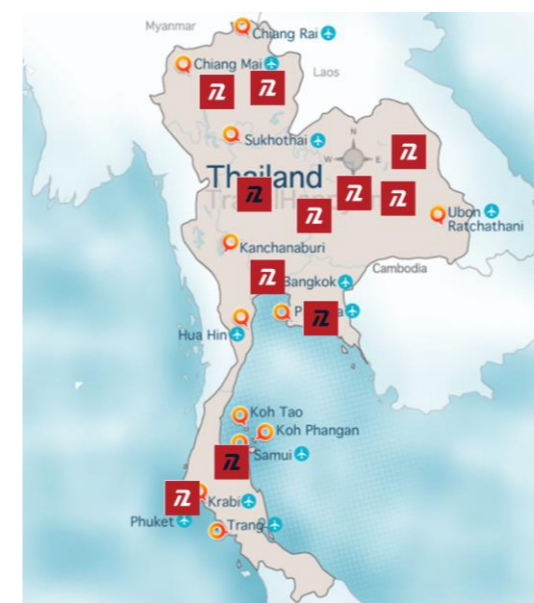 Myanmar
Chiang Rai
Chiang Mai
Laos
Sukhothai
N
W
E
Thailand
Ubon
Ratchathani
Kanchanaburi
Cambodia
Bangkok
Hua Hin
Koh Tao
Koh Phangan
Samui
Krabi
Phuket
Trang